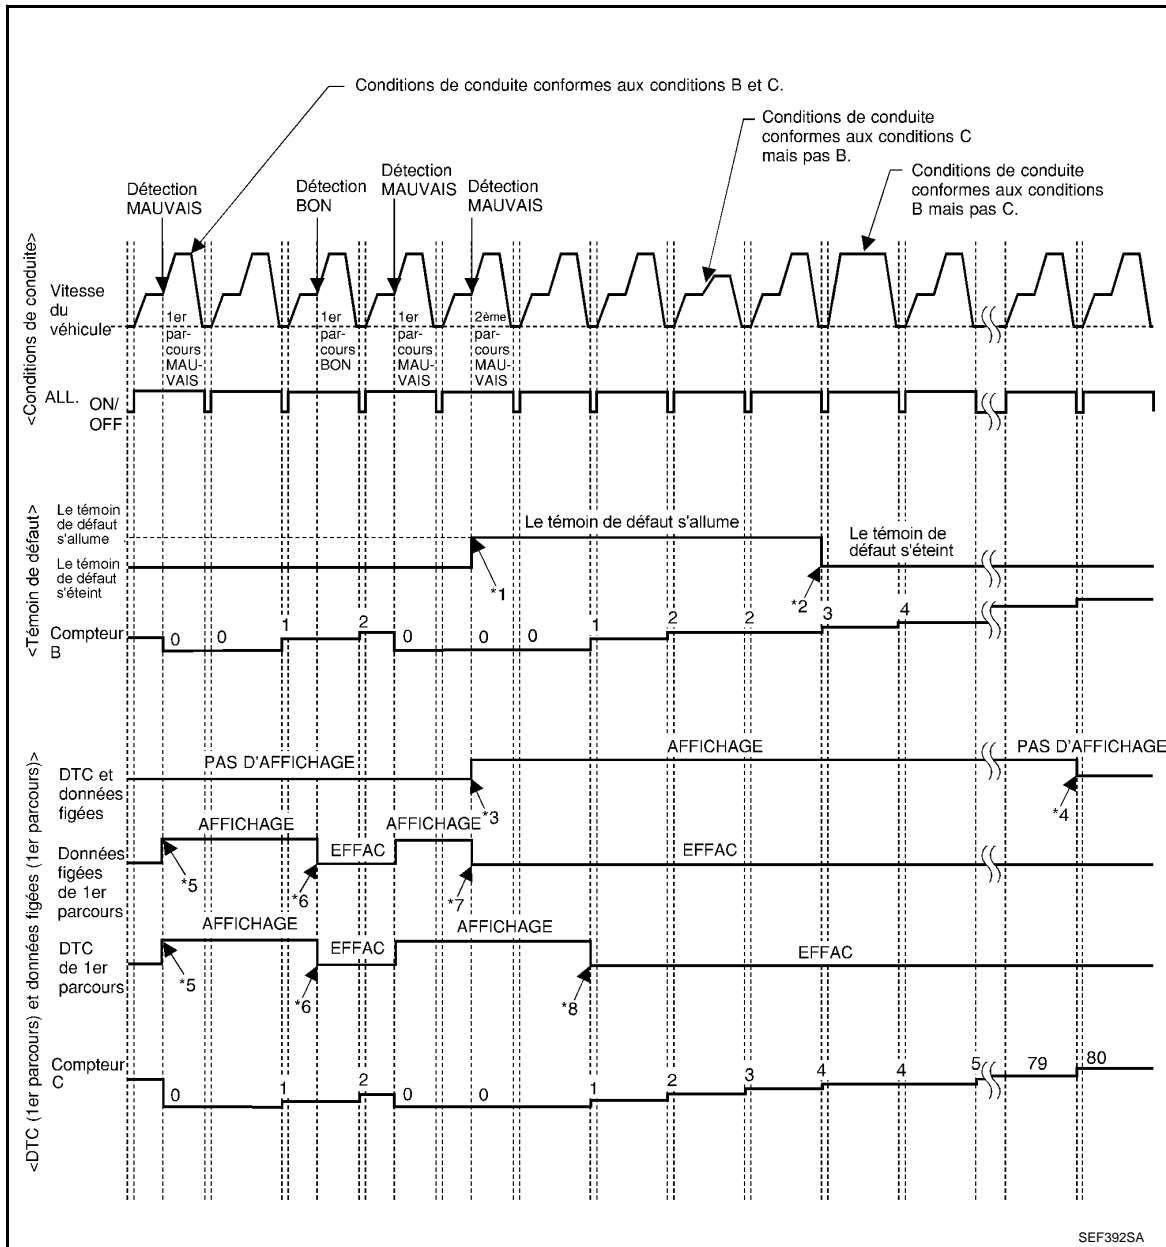 Conditions de conduite conformes aux conditions B et C.
Conditions de conduite
conformes aux conditions C
mais pas B.
Conditions de conduite
conformes aux conditions
B mais pas C.
Détection
MAUVAIS
Détection
BON
Détection
MAUVAIS
Détection
MAUVAIS
<Conditions de conduite>
Vitesse
du
véhicule
1er
par-
cours
MAU-
VAIS
1er
par-
cours
BON
1er
par-
cours
MAU-
VAIS
2ème
par-
cours
MAU-
VAIS
ALL.
ON/
OFF
<Témoin de défaut>
Le témoin
de défaut
s'allume
Le témoin de défaut s'allume
Le témoin
de défaut
s'éteint
Le témoin de
défaut s'éteint
*1
*2
Compteur
B
0 0 1 2 0 0 0 1 2 2 3 4
<DTC (1er parcours) et données figées (1er parcours)>
DTC et
données
figées
PAS D'AFFICHAGE
AFFICHAGE
PAS D'AFFICHAGE
*3
*4
Données
figées
de 1er
parcours
AFFICHAGE
EFFAC
AFFICHAGE
EFFAC
*5
*6
*7
DTC
de 1er
parcours
AFFICHAGE
EFFAC
AFFICHAGE
EFFAC
*5
*6
*8
Compteur
C
0 1 2 0 0 1 2 3 4 4 5 79 80
SEF392SA